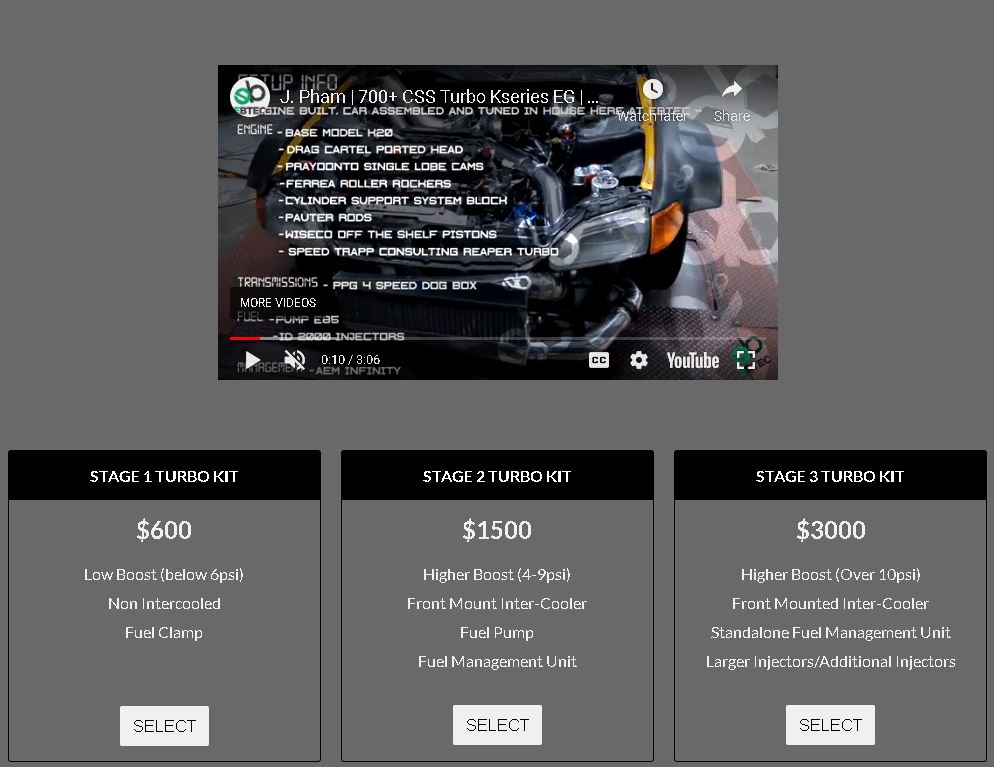 SETUP INFO
J. Pham | 700+ CSS Turbo Kseries EG | ...
ENGINE BUILT. CAR ASSEMBLED AND TUNED IN HOUSE HERE AT EBTEC
Watch later
Share
ENGINE - BASE MODEL K20
- DRAG CARTEL PORTED HEAD
- PRAYOONTO SINGLE LOBE CAMS
- FERREA ROLLER ROCKERS
- CYLINDER SUPPORT SYSTEM BLOCK
- PAUTER RODS
- WISECO OFF THE SHELF PISTONS
- SPEED TRAPP CONSULTING REAPER TURBO
TRANSMISSIONS - PPG 4 SPEED DOG BOX
MORE VIDEOS
FUEL - PUMP E85
- ID 2000 INJECTORS
0:10 / 3:06
CC
YouTube
MANAGEMENT - AEM INFINITY
STAGE 1 TURBO KIT
$600
Low Boost (below 6psi)
Non Intercooled
Fuel Clamp
SELECT
STAGE 2 TURBO KIT
$1500
Higher Boost (4-9psi)
Front Mount Inter-Cooler
Fuel Pump
Fuel Management Unit
SELECT
STAGE 3 TURBO KIT
$3000
Higher Boost (Over 10psi)
Front Mounted Inter-Cooler
Standalone Fuel Management Unit
Larger Injectors/Additional Injectors
SELECT